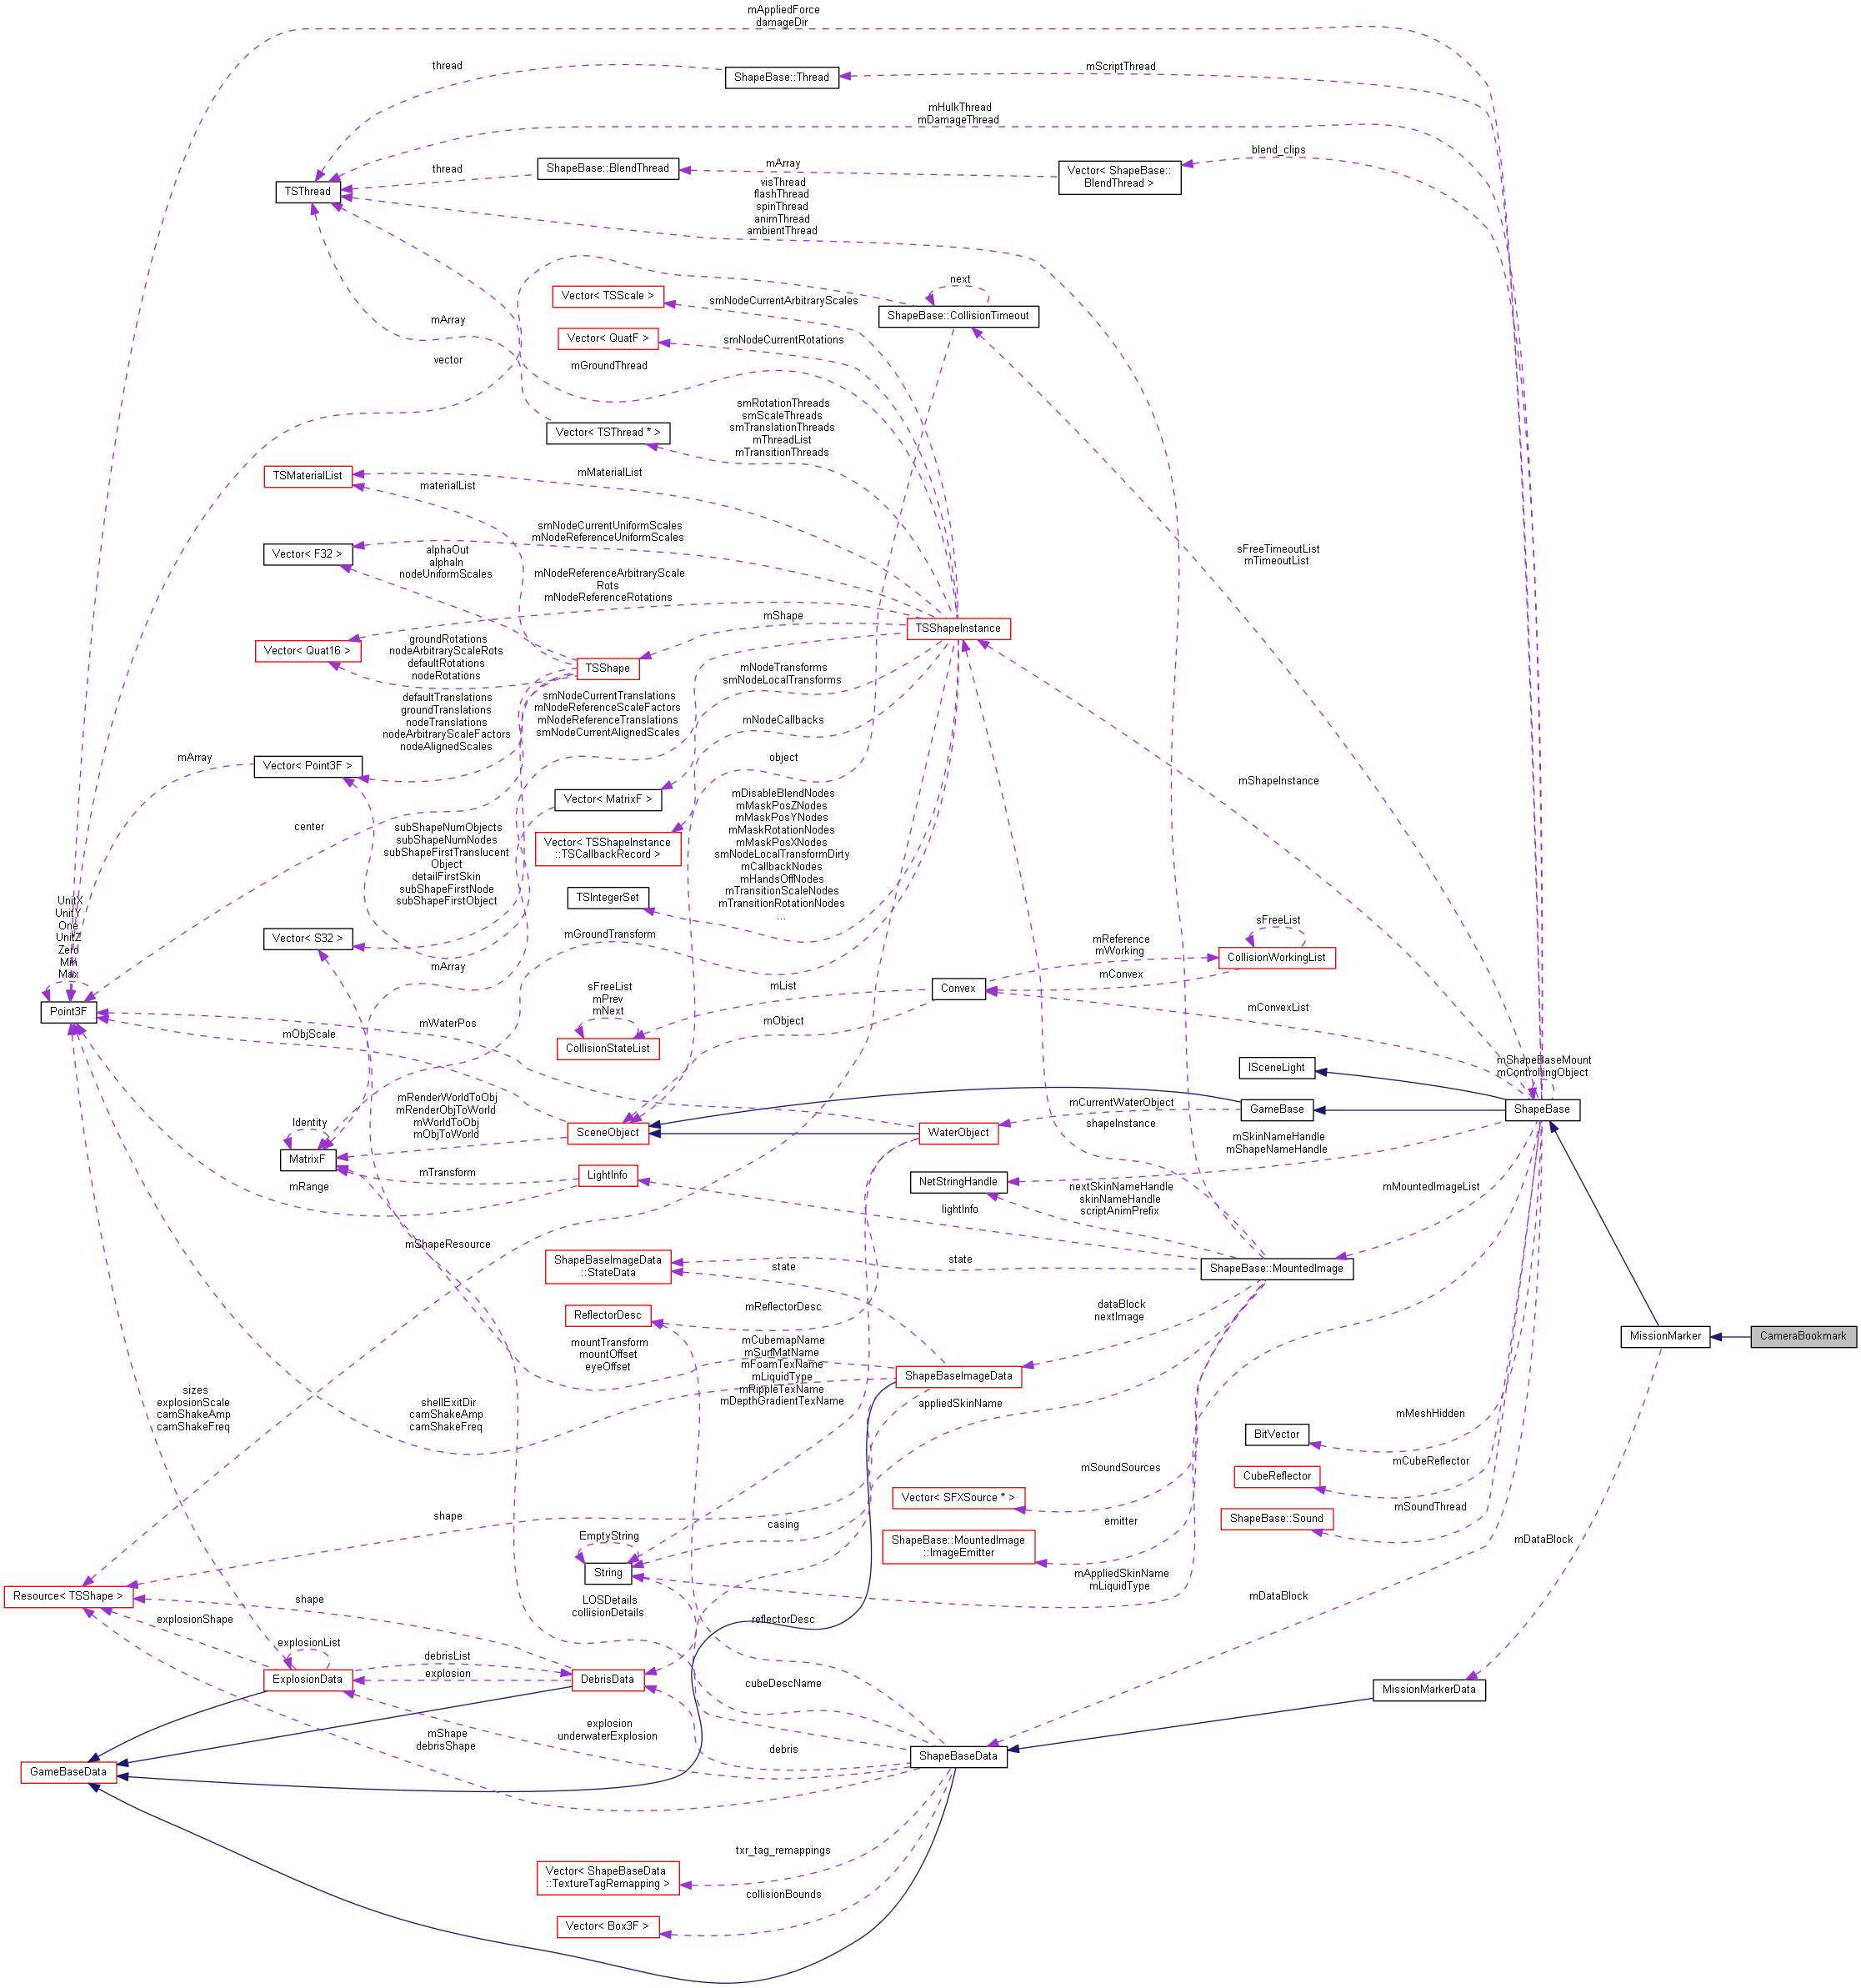 mAppliedForce
damageDir
thread
ShapeBase::Thread
mScriptThread
mHulkThread
mDamageThread
blend_clips
TSThread
thread
ShapeBase::BlendThread
mArray
Vector< ShapeBase::
BlendThread >
visThread
flashThread
spinThread
animThread
ambientThread
next
Vector< TSScale >
smNodeCurrentArbitraryScales
ShapeBase::CollisionTimeout
mArray
Vector< QuatF >
smNodeCurrentRotations
vector
mGroundThread
smRotationThreads
smScaleThreads
smTranslationThreads
mThreadList
mTransitionThreads
Vector< TSThread * >
TSMaterialList
mMaterialList
materialList
Vector< F32 >
smNodeCurrentUniformScales
mNodeReferenceUniformScales
alphaOut
alphaIn
nodeUniformScales
sFreeTimeoutList
mTimeoutList
mNodeReferenceArbitraryScale
Rots
mNodeReferenceRotations
mShape
TSShapeInstance
Vector< Quat16 >
groundRotations
nodeArbitraryScaleRots
defaultRotations
nodeRotations
TSShape
mNodeTransforms
smNodeLocalTransforms
defaultTranslations
groundTranslations
nodeTranslations
nodeArbitraryScaleFactors
nodeAlignedScales
smNodeCurrentTranslations
mNodeReferenceScaleFactors
mNodeReferenceTranslations
smNodeCurrentAlignedScales
mNodeCallbacks
mArray
Vector< Point3F >
object
mShapeInstance
Vector< MatrixF >
center
Vector< TSShapeInstance
::TSCallbackRecord >
mDisableBlendNodes
mMaskPosZNodes
mMaskPosYNodes
mMaskRotationNodes
mMaskPosXNodes
smNodeLocalTransformDirty
mCallbackNodes
mHandsOffNodes
mTransitionScaleNodes
mTransitionRotationNodes
...
subShapeNumObjects
subShapeNumNodes
subShapeFirstTranslucent
Object
detailFirstSkin
subShapeFirstNode
subShapeFirstObject
TSIntegerSet
UnitX
UnitY
One
UnitZ
Zero
Min
Max
Vector< S32 >
mGroundTransform
mReference
mWorking
sFreeList
CollisionWorkingList
mArray
mConvex
Point3F
sFreeList
mPrev
mNext
mList
Convex
mConvexList
mObjScale
mWaterPos
CollisionStateList
mObject
ISceneLight
mShapeBaseMount
mControllingObject
mRenderWorldToObj
mRenderObjToWorld
mWorldToObj
mObjToWorld
mCurrentWaterObject
GameBase
ShapeBase
Identity
SceneObject
WaterObject
shapeInstance
mSkinNameHandle
mShapeNameHandle
MatrixF
mTransform
LightInfo
NetStringHandle
mRange
nextSkinNameHandle
skinNameHandle
scriptAnimPrefix
mMountedImageList
lightInfo
mShapeResource
ShapeBaseImageData
::StateData
state
state
ShapeBase::MountedImage
ReflectorDesc
mReflectorDesc
dataBlock
nextImage
MissionMarker
CameraBookmark
mountTransform
mountOffset
eyeOffset
mCubemapName
mSurfMatName
mFoamTexName
mLiquidType
mRippleTexName
mDepthGradientTexName
ShapeBaseImageData
sizes
explosionScale
camShakeAmp
camShakeFreq
shellExitDir
camShakeAmp
camShakeFreq
appliedSkinName
mMeshHidden
BitVector
mSoundSources
mCubeReflector
CubeReflector
Vector< SFXSource * >
shape
casing
emitter
mSoundThread
ShapeBase::Sound
EmptyString
ShapeBase::MountedImage
::ImageEmitter
mDataBlock
String
mAppliedSkinName
mLiquidType
Resource< TSShape >
shape
LOSDetails
collisionDetails
mDataBlock
explosionShape
reflectorDesc
explosionList
debrisList
explosion
ExplosionData
DebrisData
cubeDescName
MissionMarkerData
mShape
debrisShape
explosion
underwaterExplosion
debris
ShapeBaseData
GameBaseData
txr_tag_remappings
Vector< ShapeBaseData
::TextureTagRemapping >
collisionBounds
Vector< Box3F >